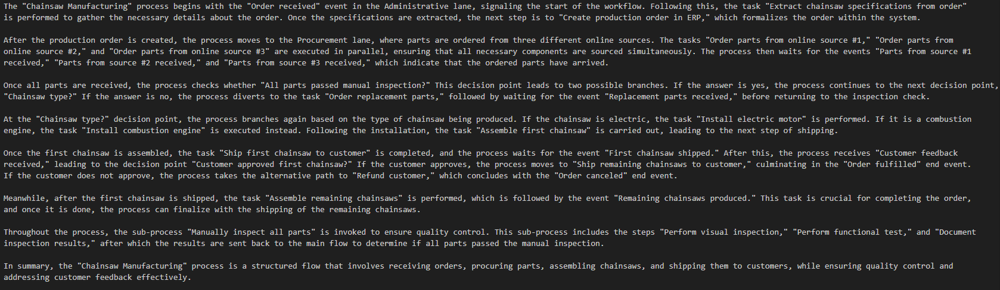 The "Chainsaw Manufacturing" process begins with the "Order received" event in the Administrative lane, signaling the start of the workflow. Following this, the task "Extract chainsaw specifications from order"
is performed to gather the necessary details about the order. Once the specifications are extracted, the next step is to "Create production order in ERP," which formalizes the order within the system.
After the production order is created, the process moves to the Procurement lane, where parts are ordered from three different online sources. The tasks "Order parts from online source #1," "Order parts from
online source #2," and "Order parts from online source #3" are executed in parallel, ensuring that all necessary components are sourced simultaneously. The process then waits for the events "Parts from source #1
received," "Parts from source #2 received," and "Parts from source #3 received," which indicate that the ordered parts have arrived.
Once all parts are received, the process checks whether "All parts passed manual inspection?" This decision point leads to two possible branches. If the answer is yes, the process continues to the next decision point,
"Chainsaw type?" If the answer is no, the process diverts to the task "Order replacement parts," followed by waiting for the event "Replacement parts received," before returning to the inspection check.
At the "Chainsaw type?" decision point, the process branches again based on the type of chainsaw being produced. If the chainsaw is electric, the task "Install electric motor" is performed. If it is a combustion
engine, the task "Install combustion engine" is executed instead. Following the installation, the task "Assemble first chainsaw" is carried out, leading to the next step of shipping.
Once the first chainsaw is assembled, the task "Ship first chainsaw to customer" is completed, and the process waits for the event "First chainsaw shipped." After this, the process receives "Customer feedback
received," leading to the decision point "Customer approved first chainsaw?" If the customer approves, the process moves to "Ship remaining chainsaws to customer," culminating in the "Order fulfilled" end event.
If the customer does not approve, the process takes the alternative path to "Refund customer," which concludes with the "Order canceled" end event.
Meanwhile, after the first chainsaw is shipped, the task "Assemble remaining chainsaws" is performed, which is followed by the event "Remaining chainsaws produced." This task is crucial for completing the order,
and once it is done, the process can finalize with the shipping of the remaining chainsaws.
Throughout the process, the sub-process "Manually inspect all parts" is invoked to ensure quality control. This sub-process includes the steps "Perform visual inspection," "Perform functional test," and "Document
inspection results," after which the results are sent back to the main flow to determine if all parts passed the manual inspection.
In summary, the "Chainsaw Manufacturing" process is a structured flow that involves receiving orders, procuring parts, assembling chainsaws, and shipping them to customers, while ensuring quality control and
addressing customer feedback effectively.